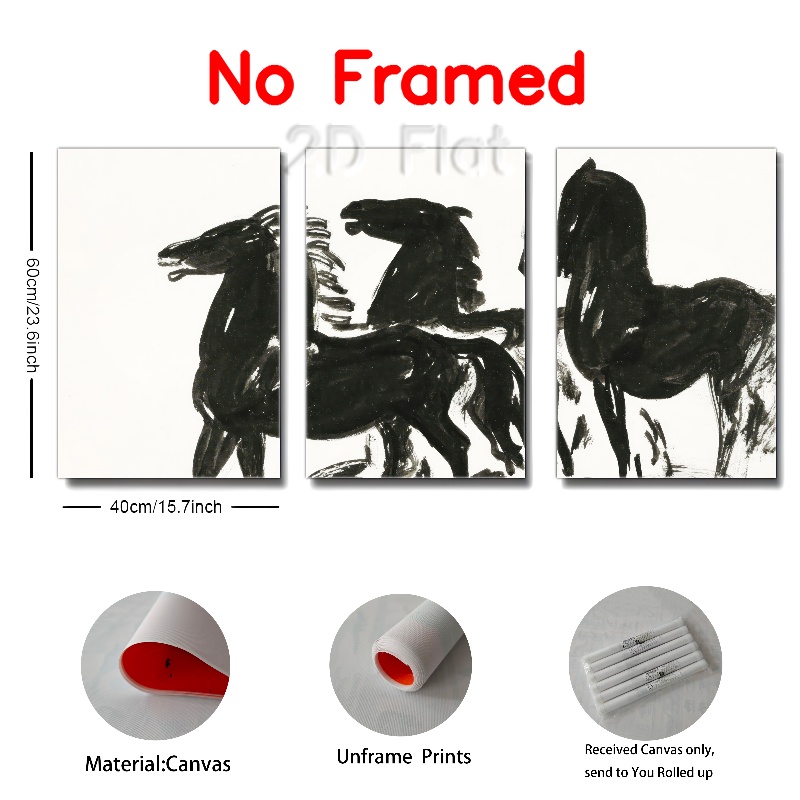 No Framed
2D Flat
60cm/23.6inch
40cm/15.7inch
Material:Canvas
Unframe Prints
Received Canvas only,
send to You Rolled up